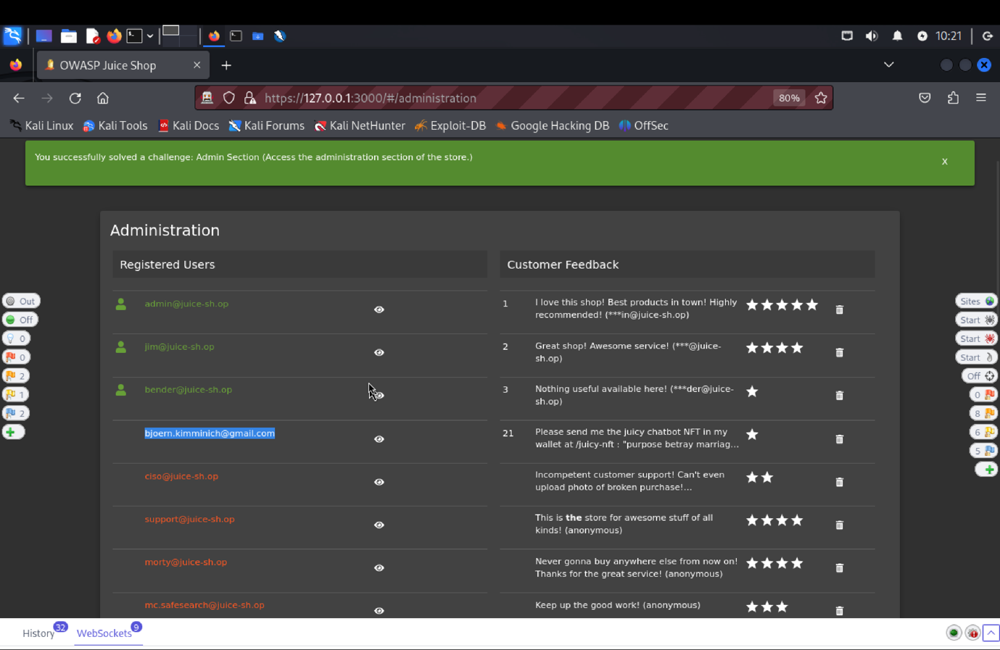 10:21
OWASP Juice Shop
https://127.0.0.1:3000/#/administration
80%
Kali Linux
Kali Tools
Kali Docs
Kali Forums
Kali NetHunter
Exploit-DB
Google Hacking DB
OffSec
You successfully solved a challenge: Admin Section (Access the administration section of the store.)
X
Administration
Registered Users
admin@juice-sh.op
jim@juice-sh.op
bender@juice-sh.op
bjoern.kimminich@gmail.com
ciso@juice-sh.op
support@juice-sh.op
morty@juice-sh.op
mc.safesearch@juice-sh.op
Customer Feedback
1
I love this shop! Best products in town! Highly
recommended! (***in@juice-sh.op)
2
Great shop! Awesome service! (***@juice-
sh.op)
3
Nothing useful available here! (***der@juice-
sh.op)
21
Please send me the juicy chatbot NFT in my
wallet at /juicy-nft : "purpose betray marriag...
Incompetent customer support! Can't even
upload photo of broken purchase!...
This is the store for awesome stuff of all
kinds! (anonymous)
Never gonna buy anywhere else from now on!
Thanks for the great service! (anonymous)
Keep up the good work! (anonymous)
Out
Off
0
0
2
1
2
Sites
Start
Start
Start
Off
0
8
6
5
History 32
WebSockets 9